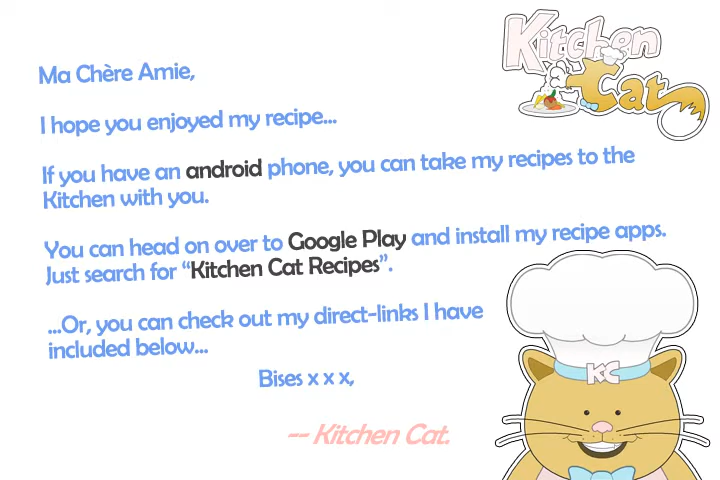 Kitchen
Cat
Ma Chère Amie,
I hope you enjoyed my recipe...
If you have an android phone, you can take my recipes to the
Kitchen with you.
You can head on over to Google Play and install my recipe apps.
Just search for “Kitchen Cat Recipes”.
...Or, you can check out my direct-links I have
included below...
Bises x x x,
-- Kitchen Cat.
KC